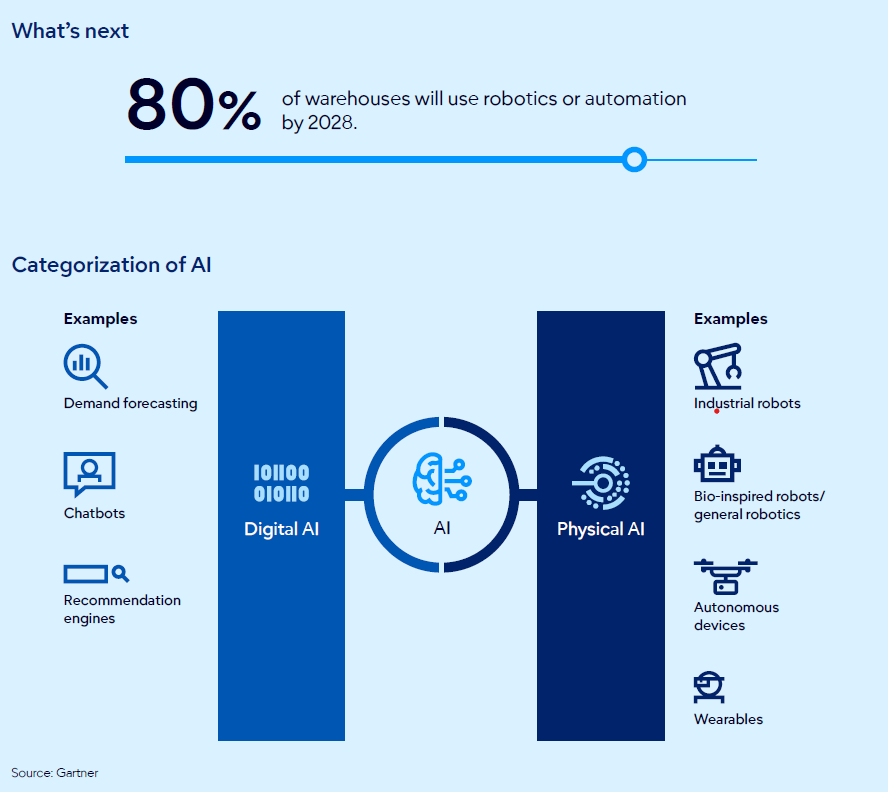 What's next
80%
of warehouses will use robotics or automation
by 2028.
Categorization of AI
Examples
Demand forecasting
Chatbots
Recommendation
engines
101100
010110
Digital AI
AI
Physical AI
Examples
Industrial robots
Bio-inspired robots/
general robotics
Autonomous
devices
Wearables
Source: Gartner